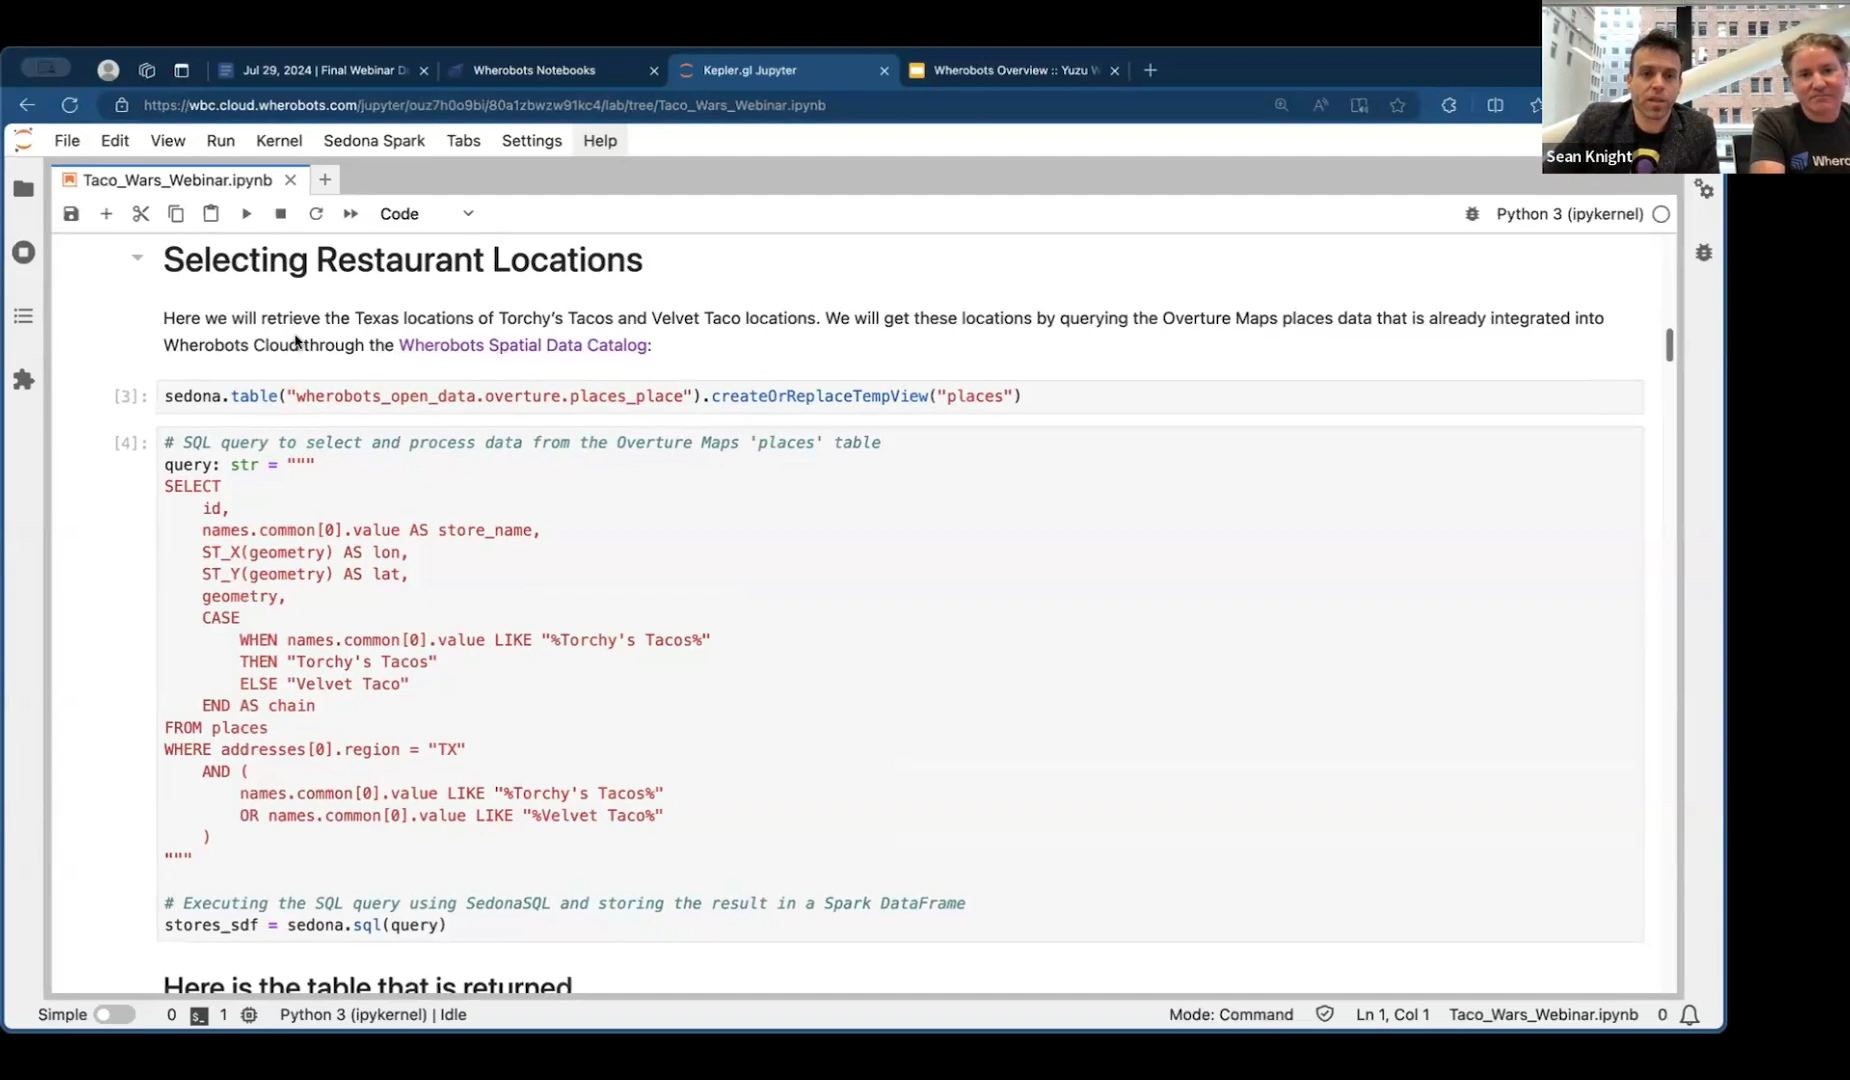 Jul 29, 2024 | Final Webinar D
Wherobots Notebooks
Kepler.gl Jupyter
Wherobots Overview :: Yuzu W
https://wbc.cloud.wherobots.com/jupyter/ouz7h0o9bi/80a1zbwzw91kc4/lab/tree/Taco_Wars_Webinar.ipynb
Sean Knight
Whero
File Edit View Run Kernel Sedona Spark Tabs Settings Help
Taco_Wars_Webinar.ipynb
Code
Python 3 (ipykernel)
Selecting Restaurant Locations
Here we will retrieve the Texas locations of Torchy's Tacos and Velvet Taco locations. We will get these locations by querying the Overture Maps places data that is already integrated into
Wherobots Cloud through the Wherobots Spatial Data Catalog:
[3]: sedona.table("wherobots_open_data.overture.places_place").createOrReplaceTempView("places")
[4]: # SQL query to select and process data from the Overture Maps 'places' table
query: str = """
SELECT
id,
names.common[0].value AS store_name,
ST_X(geometry) AS lon,
ST_Y(geometry) AS lat,
geometry,
CASE
WHEN names.common[0].value LIKE "%Torchy's Tacos%"
THEN "Torchy's Tacos"
ELSE "Velvet Taco"
END AS chain
FROM places
WHERE addresses[0].region = "TX"
AND (
names.common[0].value LIKE "%Torchy's Tacos%"
OR names.common[0].value LIKE "%Velvet Taco%"
)
"""
# Executing the SQL query using SedonaSQL and storing the result in a Spark DataFrame
stores_sdf = sedona.sql(query)
Here is the table that is returned
Simple 0 $_ 1 Python 3 (ipykernel) | Idle Mode: Command Ln 1, Col 1 Taco_Wars_Webinar.ipynb 0